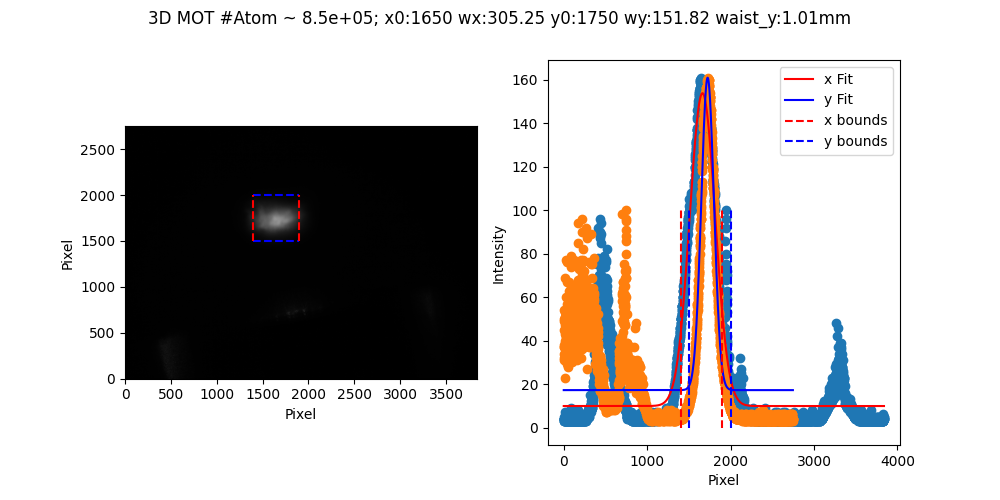 3D MOT #Atom ~ 8.5e+05; x0:1650 wx:305.25 y0:1750 wy:151.82 waist_y:1.01mm
2500
2000
1500
1000
500
0
Pixel
0 500 1000 1500 2000 2500 3000 3500
Pixel
160
140
120
100
80
60
40
20
0
Intensity
0 1000 2000 3000 4000
Pixel
x Fit
y Fit
x bounds
y bounds